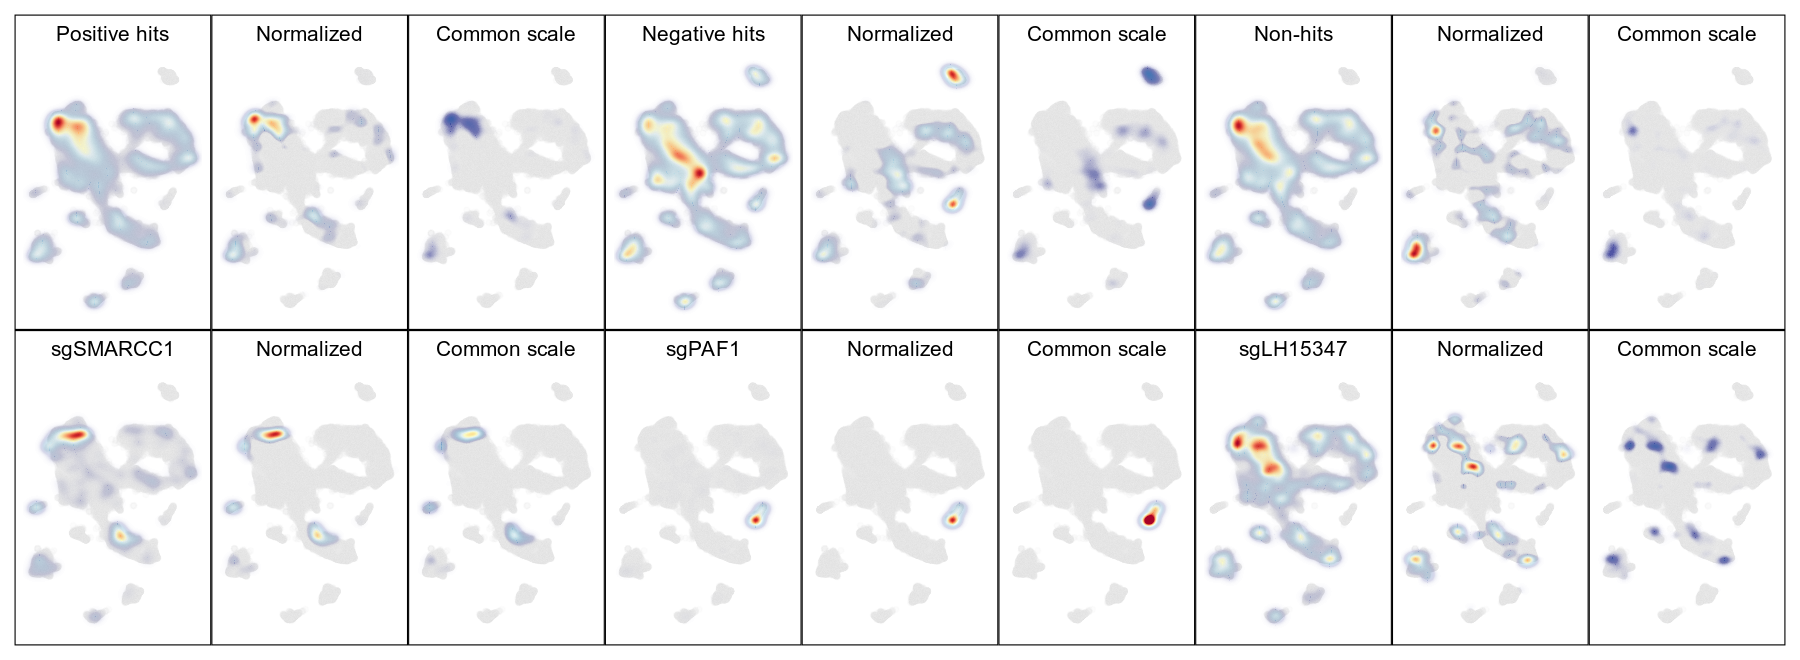 Positive hits
Normalized
Common scale
Negative hits
Normalized
Common scale
Non-hits
Normalized
Common scale
sgSMARCC1
Normalized
Common scale
sgPAF1
Normalized
Common scale
sgLH15347
Normalized
Common scale